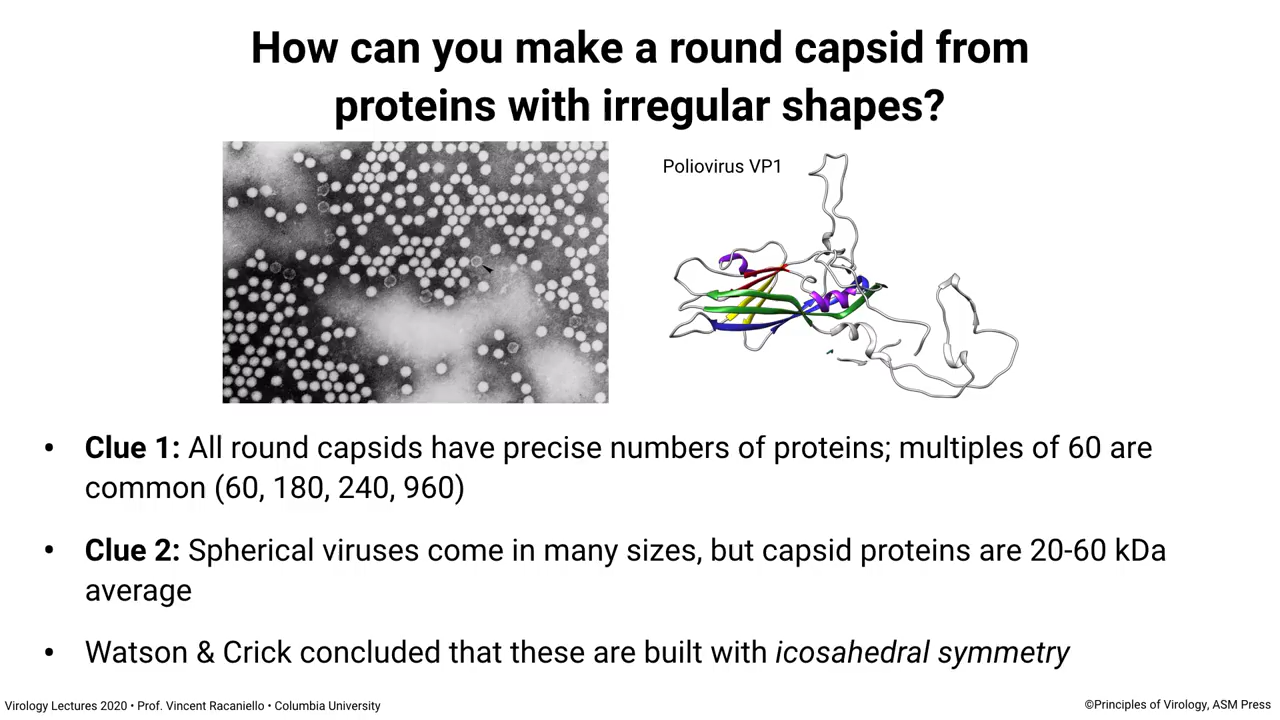 How can you make a round capsid from
proteins with irregular shapes?
Poliovirus VP1
• Clue 1: All round capsids have precise numbers of proteins; multiples of 60 are
common (60, 180, 240, 960)
• Clue 2: Spherical viruses come in many sizes, but capsid proteins are 20-60 kDa
average
• Watson & Crick concluded that these are built with icosahedral symmetry
Virology Lectures 2020 • Prof. Vincent Racaniello • Columbia University
©Principles of Virology, ASM Press